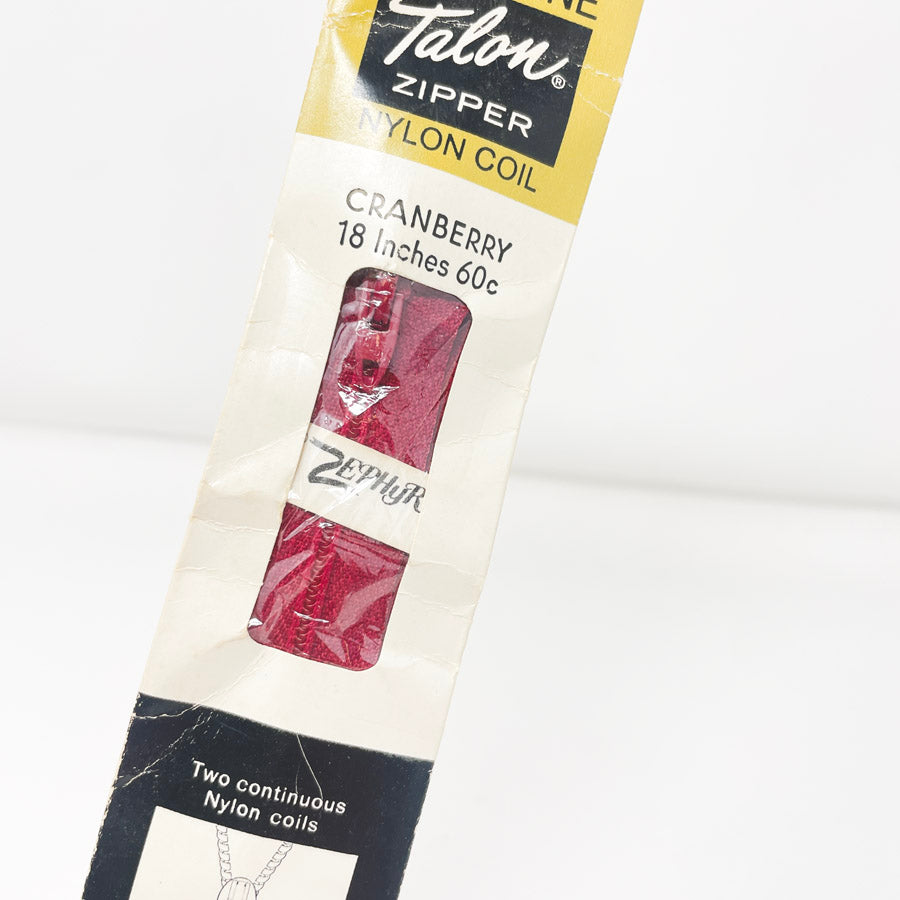 Talon®
ZIPPER
NYLON COIL
CRANBERRY
18 Inches 60c
ZEPHYR
Two continuous
Nylon coils